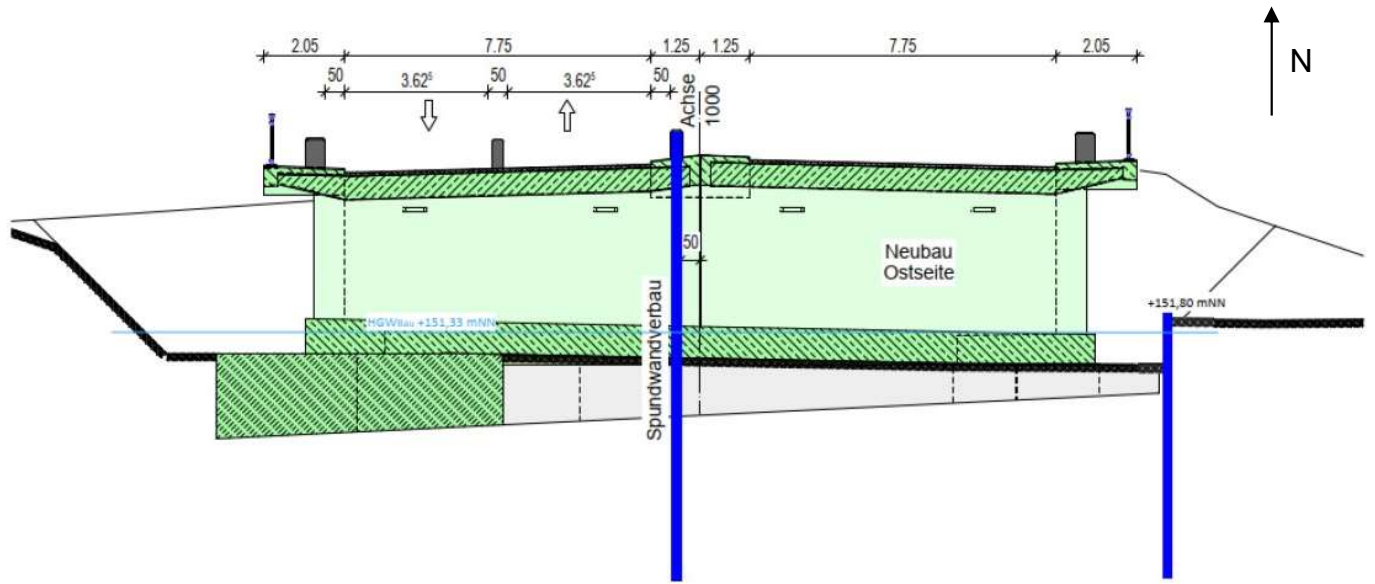 2.05 7.75 1.25 1.25 7.75 2.05
N
50 3.62⁵ 50 3.62⁵ 50
Achse
1000
50
Neubau
Ostseite
Spundwandverbau
+151,80 mNN
HGWBau +151,33 mNN